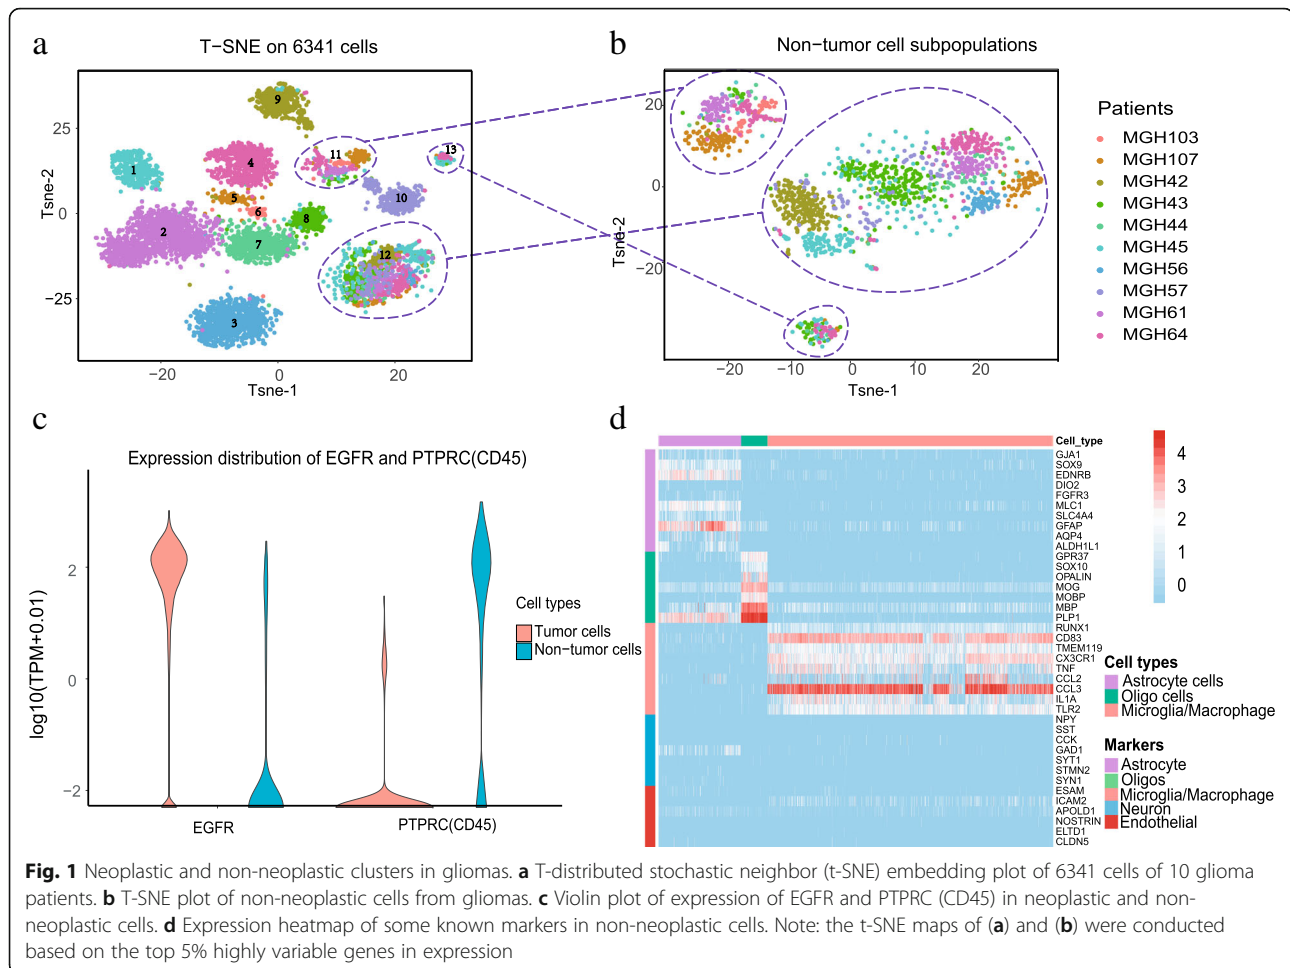 a
T−SNE on 6341 cells
Tsne-2
25
0
−25
−20
0
20
Tsne-1
1
2
3
4
5
6
7
8
9
10
11
12
13
b
Non−tumor cell subpopulations
Tsne-2
20
0
−20
−20
−10
0
10
20
Tsne-1
Patients
MGH103
MGH107
MGH42
MGH43
MGH44
MGH45
MGH56
MGH57
MGH61
MGH64
c
Expression distribution of EGFR and PTPRC(CD45)
log10(TPM+0.01)
2
0
−2
EGFR
PTPRC(CD45)
Cell types
Tumor cells
Non−tumor cells
d
Cell_type
GJA1
SOX9
EDNRB
DIO2
FGFR3
MLC1
SLC4A4
GFAP
AQP4
ALDH1L1
GPR37
SOX10
OPALIN
MOG
MOBP
MBP
PLP1
RUNX1
CD83
TMEM119
CX3CR1
TNF
CCL2
CCL3
IL1A
TLR2
NPY
SST
CCK
GAD1
SYT1
STMN2
SYN1
ESAM
ICAM2
APOLD1
NOSTRIN
ELTD1
CLDN5
4
3
2
1
0
Cell types
Astrocyte cells
Oligo cells
Microglia/Macrophage
Markers
Astrocyte
Oligos
Microglia/Macrophage
Neuron
Endothelial
Fig. 1 Neoplastic and non-neoplastic clusters in gliomas. a T-distributed stochastic neighbor (t-SNE) embedding plot of 6341 cells of 10 glioma
patients. b T-SNE plot of non-neoplastic cells from gliomas. c Violin plot of expression of EGFR and PTPRC (CD45) in neoplastic and non-
neoplastic cells. d Expression heatmap of some known markers in non-neoplastic cells. Note: the t-SNE maps of (a) and (b) were conducted
based on the top 5% highly variable genes in expression